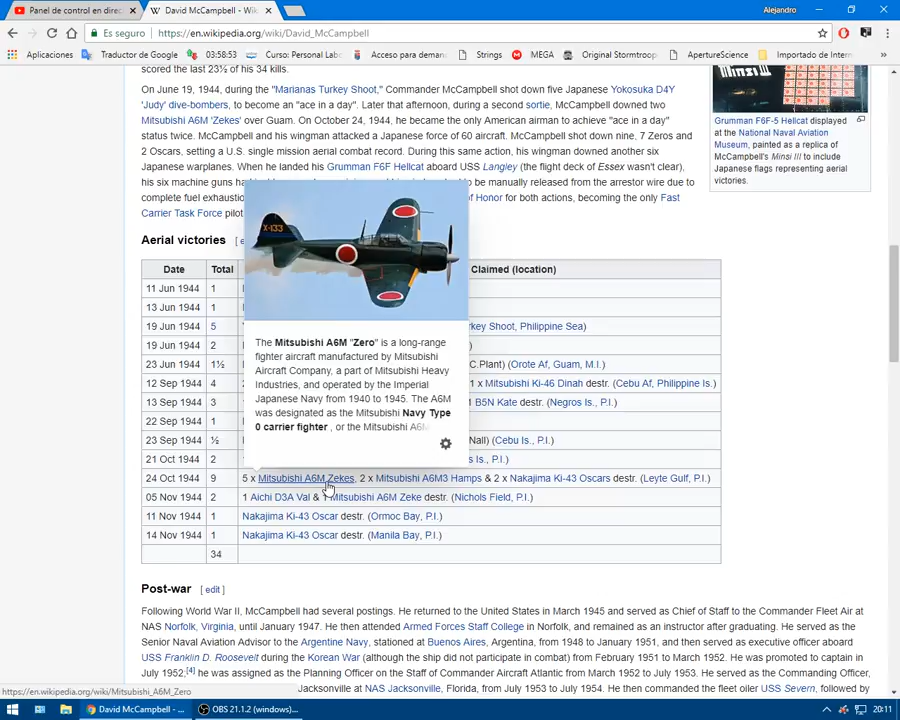 Panel de control en direc
David McCampbell - Wiki
Alejandro
Es seguro
https://en.wikipedia.org/wiki/David_McCampbell
Aplicaciones
Traductor de Google
03:58:53
Curso: Personal Lab
Acceso para deman
Strings
MEGA
Original Stormtroop
ApertureScience
Importado de Intern
scored the last 23% of his 34 kills.
On June 19, 1944, during the "Marianas Turkey Shoot," Commander McCampbell shot down five Japanese Yokosuka D4Y
'Judy' dive-bombers, to become an "ace in a day". Later that afternoon, during a second sortie, McCampbell downed two
Mitsubishi A6M 'Zekes' over Guam. On October 24, 1944, he became the only American airman to achieve "ace in a day"
status twice. McCampbell and his wingman attacked a Japanese force of 60 aircraft. McCampbell shot down nine, 7 Zeros and
2 Oscars, setting a U.S. single mission aerial combat record. During this same action, his wingman downed another six
Japanese warplanes. When he landed his Grumman F6F Hellcat aboard USS Langley (the flight deck of Essex wasn't clear),
his six machine guns had to be manually released from the arrestor wire due to
complete fuel exhaustio of Honor for both actions, becoming the only Fast
Carrier Task Force pilot
MINSI III
Grumman F6F-5 Hellcat displayed
at the National Naval Aviation
Museum, painted as a replica of
McCampbell's Minsi III to include
Japanese flags representing aerial
victories.
Aerial victories [ e
Date Total Claimed (location)
11 Jun 1944 1
13 Jun 1944 1
19 Jun 1944 5 key Shoot, Philippine Sea)
19 Jun 1944 2 )
23 Jun 1944 1½ C.Plant) (Orote Af, Guam, M.I.)
12 Sep 1944 4 1 x Mitsubishi Ki-46 Dinah destr. (Cebu Af, Philippine Is.)
13 Sep 1944 3 B5N Kate destr. (Negros Is., P.I.)
22 Sep 1944 1
23 Sep 1944 ½ Nall) (Cebu Is., P.I.)
21 Oct 1944 2 s Is., P.I.)
24 Oct 1944 9 5 x Mitsubishi A6M Zekes, 2 x Mitsubishi A6M3 Hamps & 2 x Nakajima Ki-43 Oscars (Leyte Gulf, P.I.)
05 Nov 1944 2 1 Aichi D3A Val & 1 Mitsubishi A6M Zeke destr. (Nichols Field, P.I.)
11 Nov 1944 1 Nakajima Ki-43 Oscar destr. (Ormoc Bay, P.I.)
14 Nov 1944 1 Nakajima Ki-43 Oscar destr. (Manila Bay, P.I.)
34
X-133
The Mitsubishi A6M "Zero" is a long-range
fighter aircraft manufactured by Mitsubishi
Aircraft Company, a part of Mitsubishi Heavy
Industries, and operated by the Imperial
Japanese Navy from 1940 to 1945. The A6M
was designated as the Mitsubishi Navy Type
0 carrier fighter , or the Mitsubishi A6M
Post-war [ edit ]
Following World War II, McCampbell had several postings. He returned to the United States in March 1945 and served as Chief of Staff to the Commander Fleet Air at
NAS Norfolk, Virginia, until January 1947. He then attended Armed Forces Staff College in Norfolk, and remained as an instructor after graduating. He served as the
Senior Naval Aviation Advisor to the Argentine Navy, stationed at Buenos Aires, Argentina, from 1948 to January 1951, and then served as executive officer aboard
USS Franklin D. Roosevelt during the Korean War (although the ship did not participate in combat) from February 1951 to March 1952. He was promoted to captain in
July 1952;[4] he was assigned as the Planning Officer on the Staff of Commander Aircraft Atlantic from March 1952 to July 1953. He served as the Commanding Officer,
Jacksonville at NAS Jacksonville, Florida, from July 1953 to July 1954. He then commanded the fleet oiler USS Severn, followed by
https://en.wikipedia.org/wiki/Mitsubishi_A6M_Zero
David McCampbell - ...
OBS 21.1.2 (windows)...
20:11